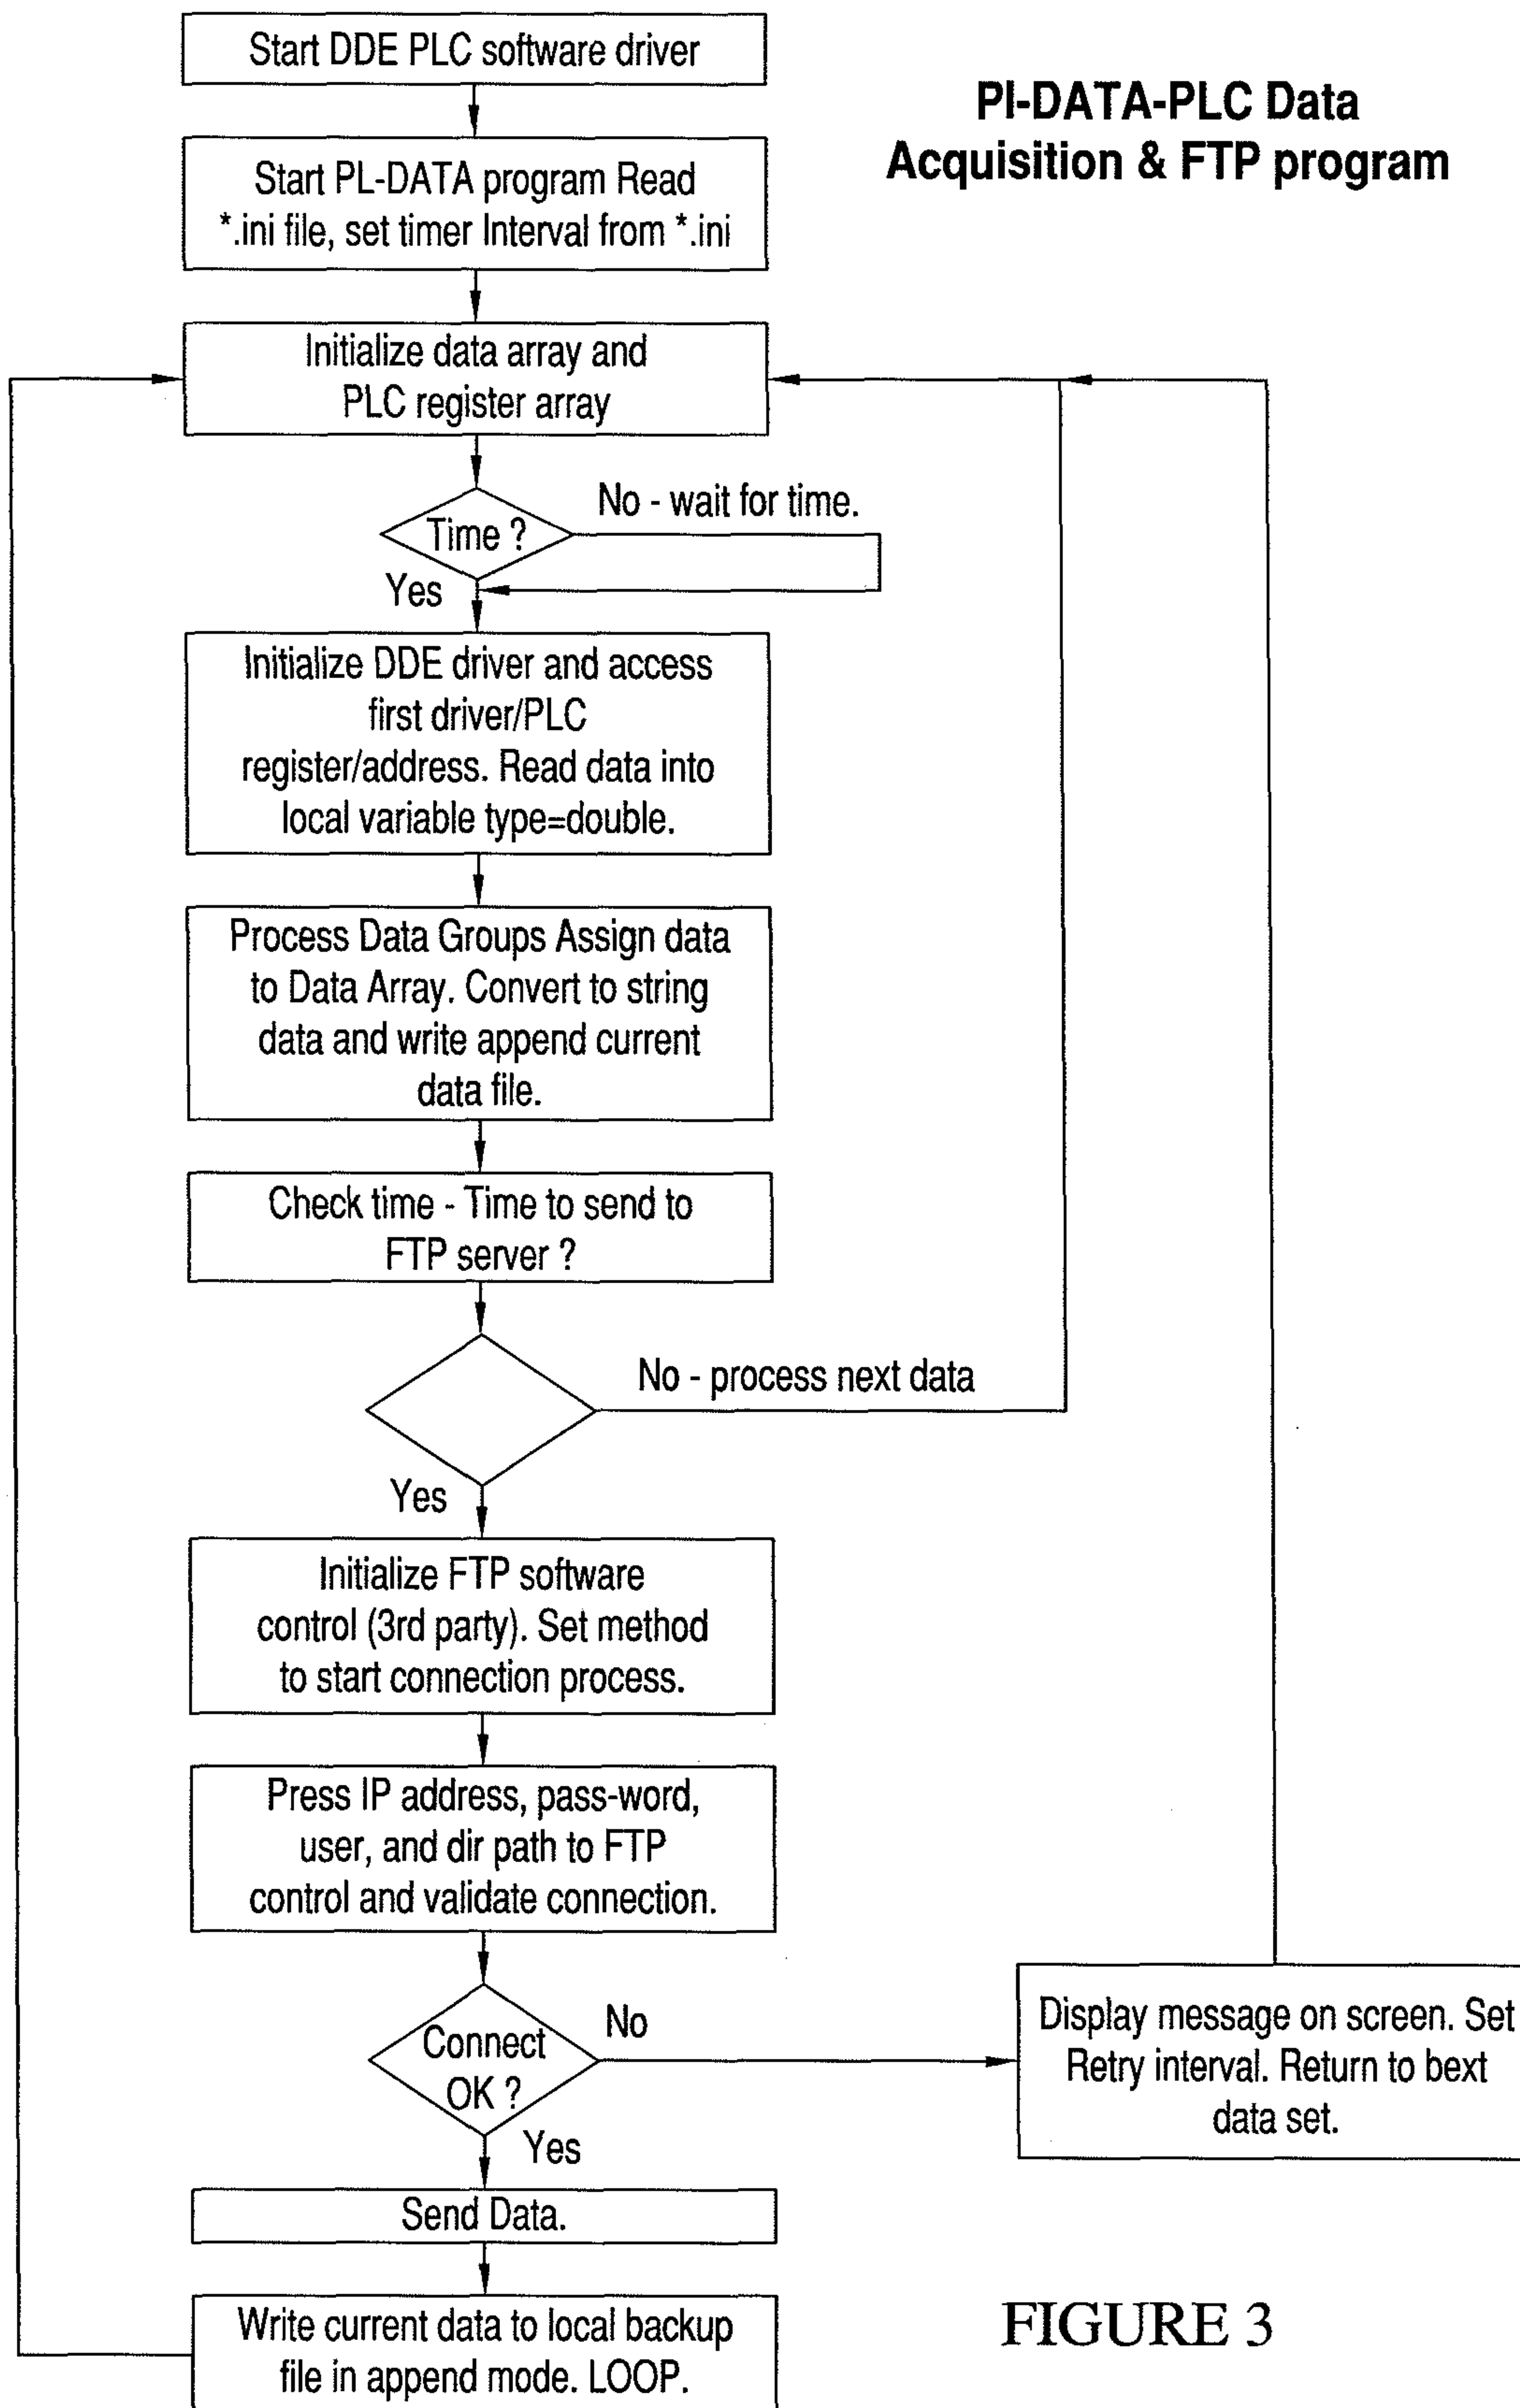 Start DDE PLC software driver
PI-DATA-PLC Data
Acquisition & FTP program
Start PL-DATA program Read
*.ini file, set timer Interval from *.ini
Initialize data array and
PLC register array
No - wait for time.
Time ?
Yes
Initialize DDE driver and access
first driver/PLC
register/address. Read data into
local variable type=double.
Process Data Groups Assign data
to Data Array. Convert to string
data and write append current
data file.
Check time - Time to send to
FTP server ?
No - process next data
Yes
Initialize FTP software
control (3rd party). Set method
to start connection process.
Press IP address, pass-word,
user, and dir path to FTP
control and validate connection.
Connect
OK ?
No
Display message on screen. Set
Retry interval. Return to bext
data set.
Yes
Send Data.
Write current data to local backup
file in append mode. LOOP.
FIGURE 3